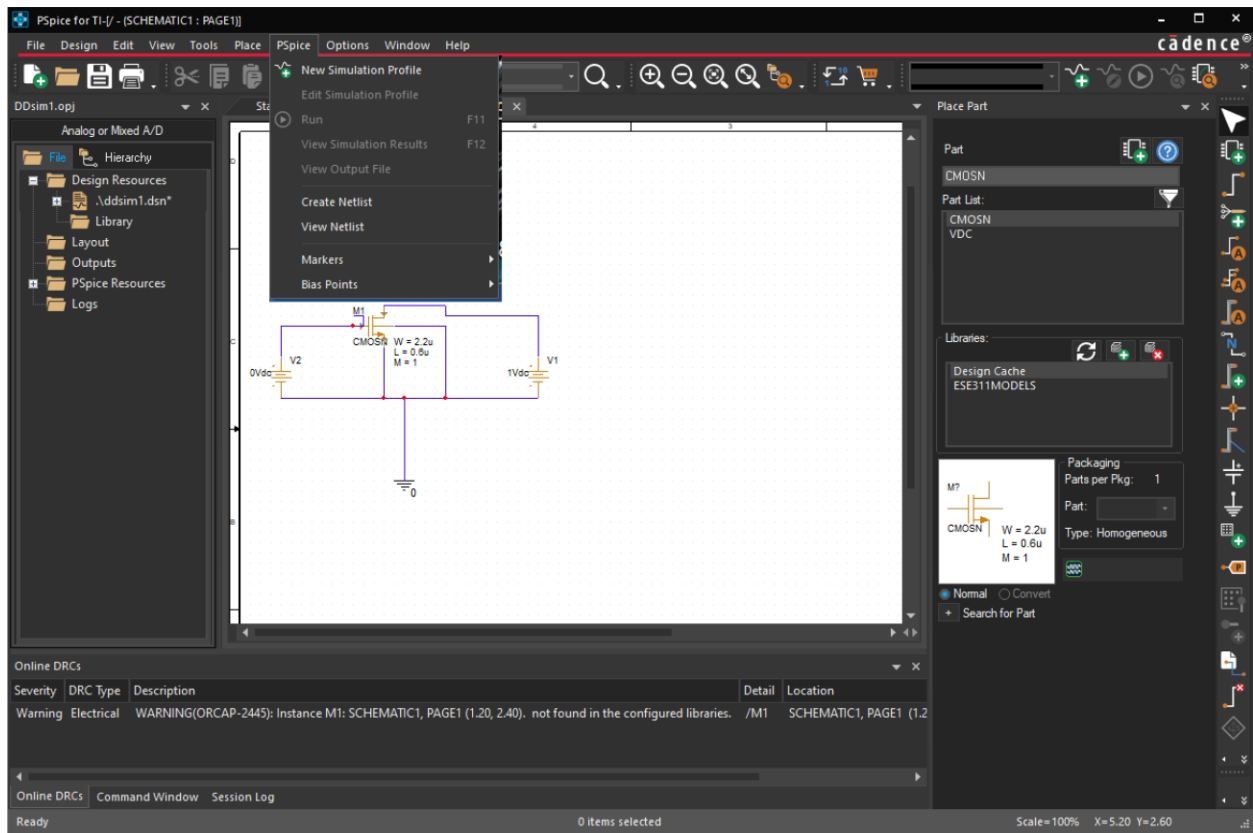 PSpice for TI-[/ - (SCHEMATIC1 : PAGE1)]
File Design Edit View Tools Place PSpice Options Window Help
cādence®
DDsim1.opj
Analog or Mixed A/D
File Hierarchy
Design Resources
.\ddsim1.dsn*
Library
Layout
Outputs
PSpice Resources
Logs
New Simulation Profile
Edit Simulation Profile
Run F11
View Simulation Results F12
View Output File
Create Netlist
View Netlist
Markers
Bias Points
4
3
D
C
B
M1
CMOSN
W = 2.2u
L = 0.6u
M = 1
V2
0Vdc
V1
1Vdc
0
Place Part
Part
CMOSN
Part List:
CMOSN
VDC
Libraries:
Design Cache
ESE311MODELS
M?
CMOSN
W = 2.2u
L = 0.6u
M = 1
Packaging
Parts per Pkg: 1
Part:
Type: Homogeneous
Normal Convert
+ Search for Part
Online DRCs
Severity DRC Type Description Detail Location
Warning Electrical WARNING(ORCAP-2445): Instance M1: SCHEMATIC1, PAGE1 (1.20, 2.40). not found in the configured libraries. /M1 SCHEMATIC1, PAGE1 (1.2
Online DRCs Command Window Session Log
Ready 0 items selected Scale=100% X=5.20 Y=2.60